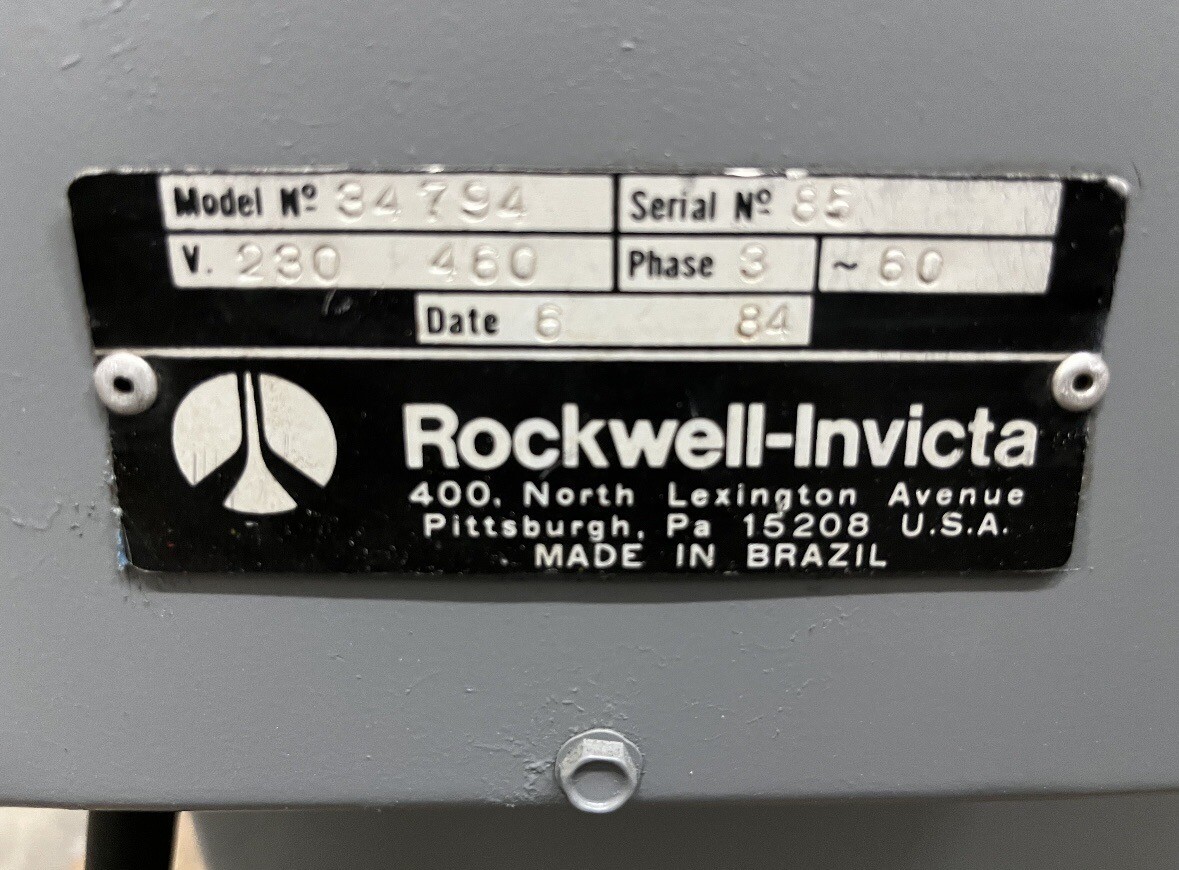 Model Nº 34794 Serial Nº 85
V. 230 460 Phase 3 ~ 60
Date 6 84
Rockwell-Invicta
400. North Lexington Avenue
Pittsburgh, Pa 15208 U.S.A.
MADE IN BRAZIL